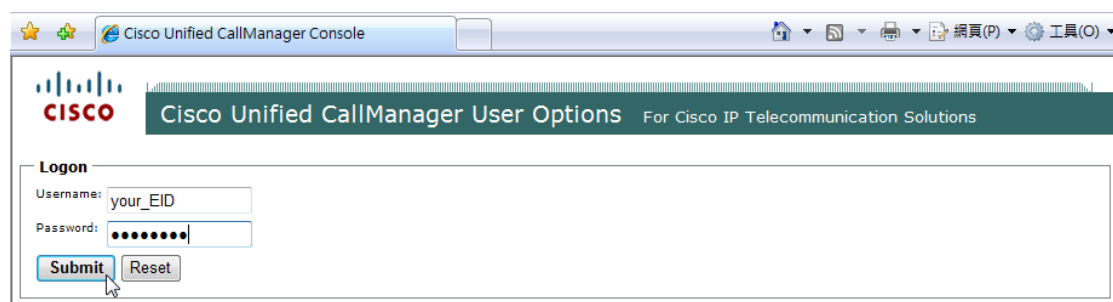 Cisco Unified CallManager Console
網頁(P) 工具(O)
CISCO
Cisco Unified CallManager User Options For Cisco IP Telecommunication Solutions
Logon
Username: your_EID
Password: ●●●●●●●●
Submit Reset